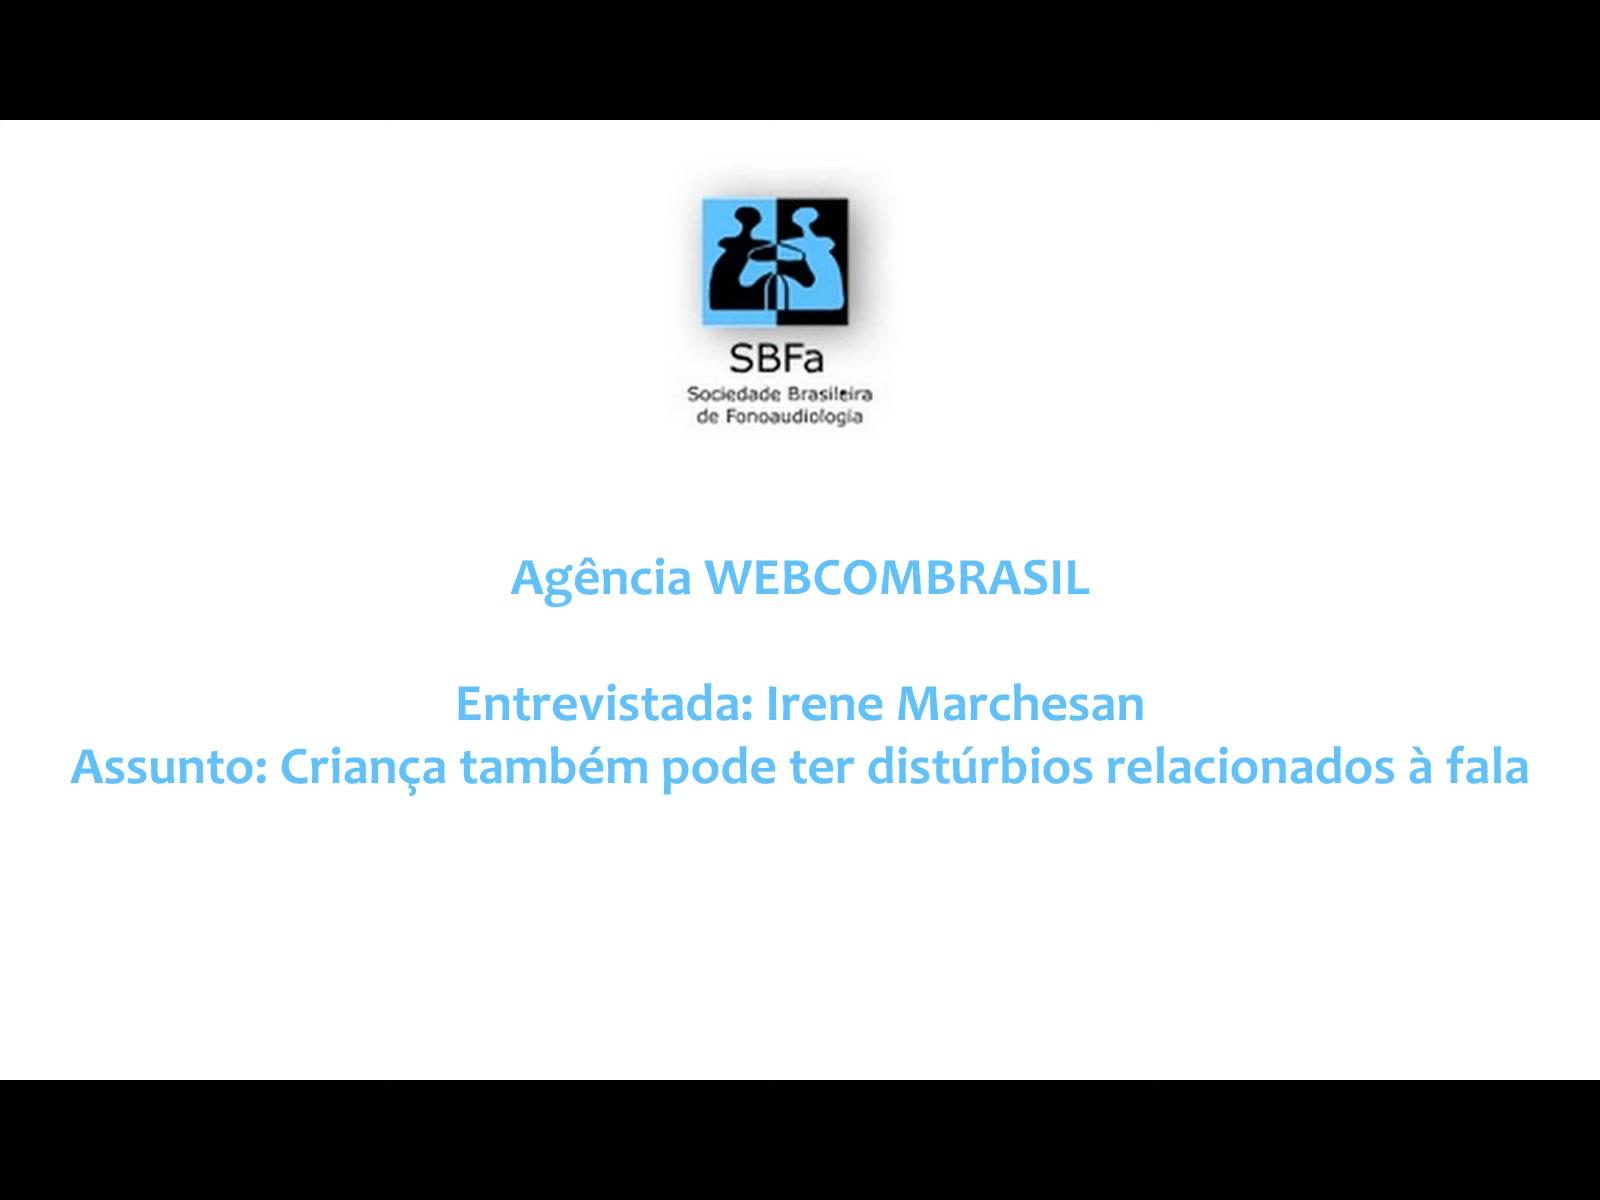 SBFa
Sociedade Brasileira
de Fonoaudiologia
Agência WEBCOMBRASIL
Entrevistada: Irene Marchesan
Assunto: Criança também pode ter distúrbios relacionados à fala